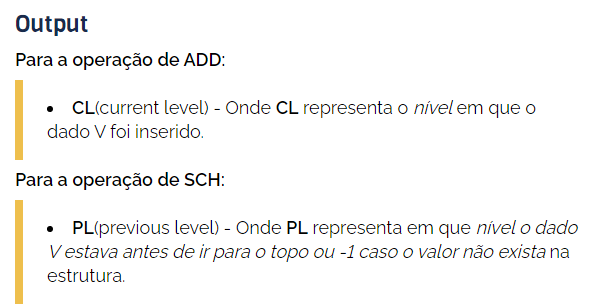 Output
Para a operação de ADD:
• CL(current level) - Onde CL representa o nível em que o
dado V foi inserido.
Para a operação de SCH:
• PL(previous level) - Onde PL representa em que nível o dado
V estava antes de ir para o topo ou -1 caso o valor não exista na
estrutura.